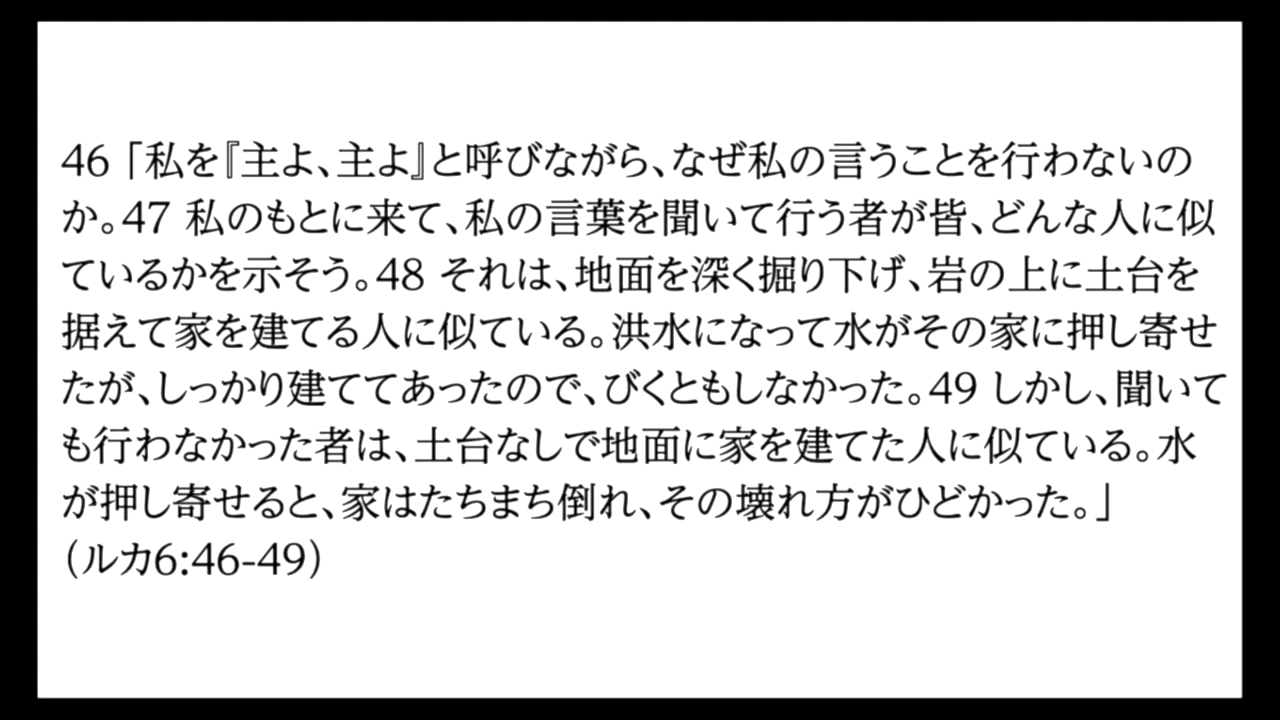 46 「私を『主よ、主よ』と呼びながら、なぜ私の言うことを行わないの
か。47 私のもとに来て、私の言葉を聞いて行う者が皆、どんな人に似
ているかを示そう。48 それは、地面を深く掘り下げ、岩の上に土台を
据えて家を建てる人に似ている。洪水になって水がその家に押し寄せ
たが、しっかり建ててあったので、びくともしなかった。49 しかし、聞いて
も行わなかった者は、土台なしで地面に家を建てた人に似ている。水
が押し寄せると、家はたちまち倒れ、その壊れ方がひどかった。」
（ルカ6:46-49）